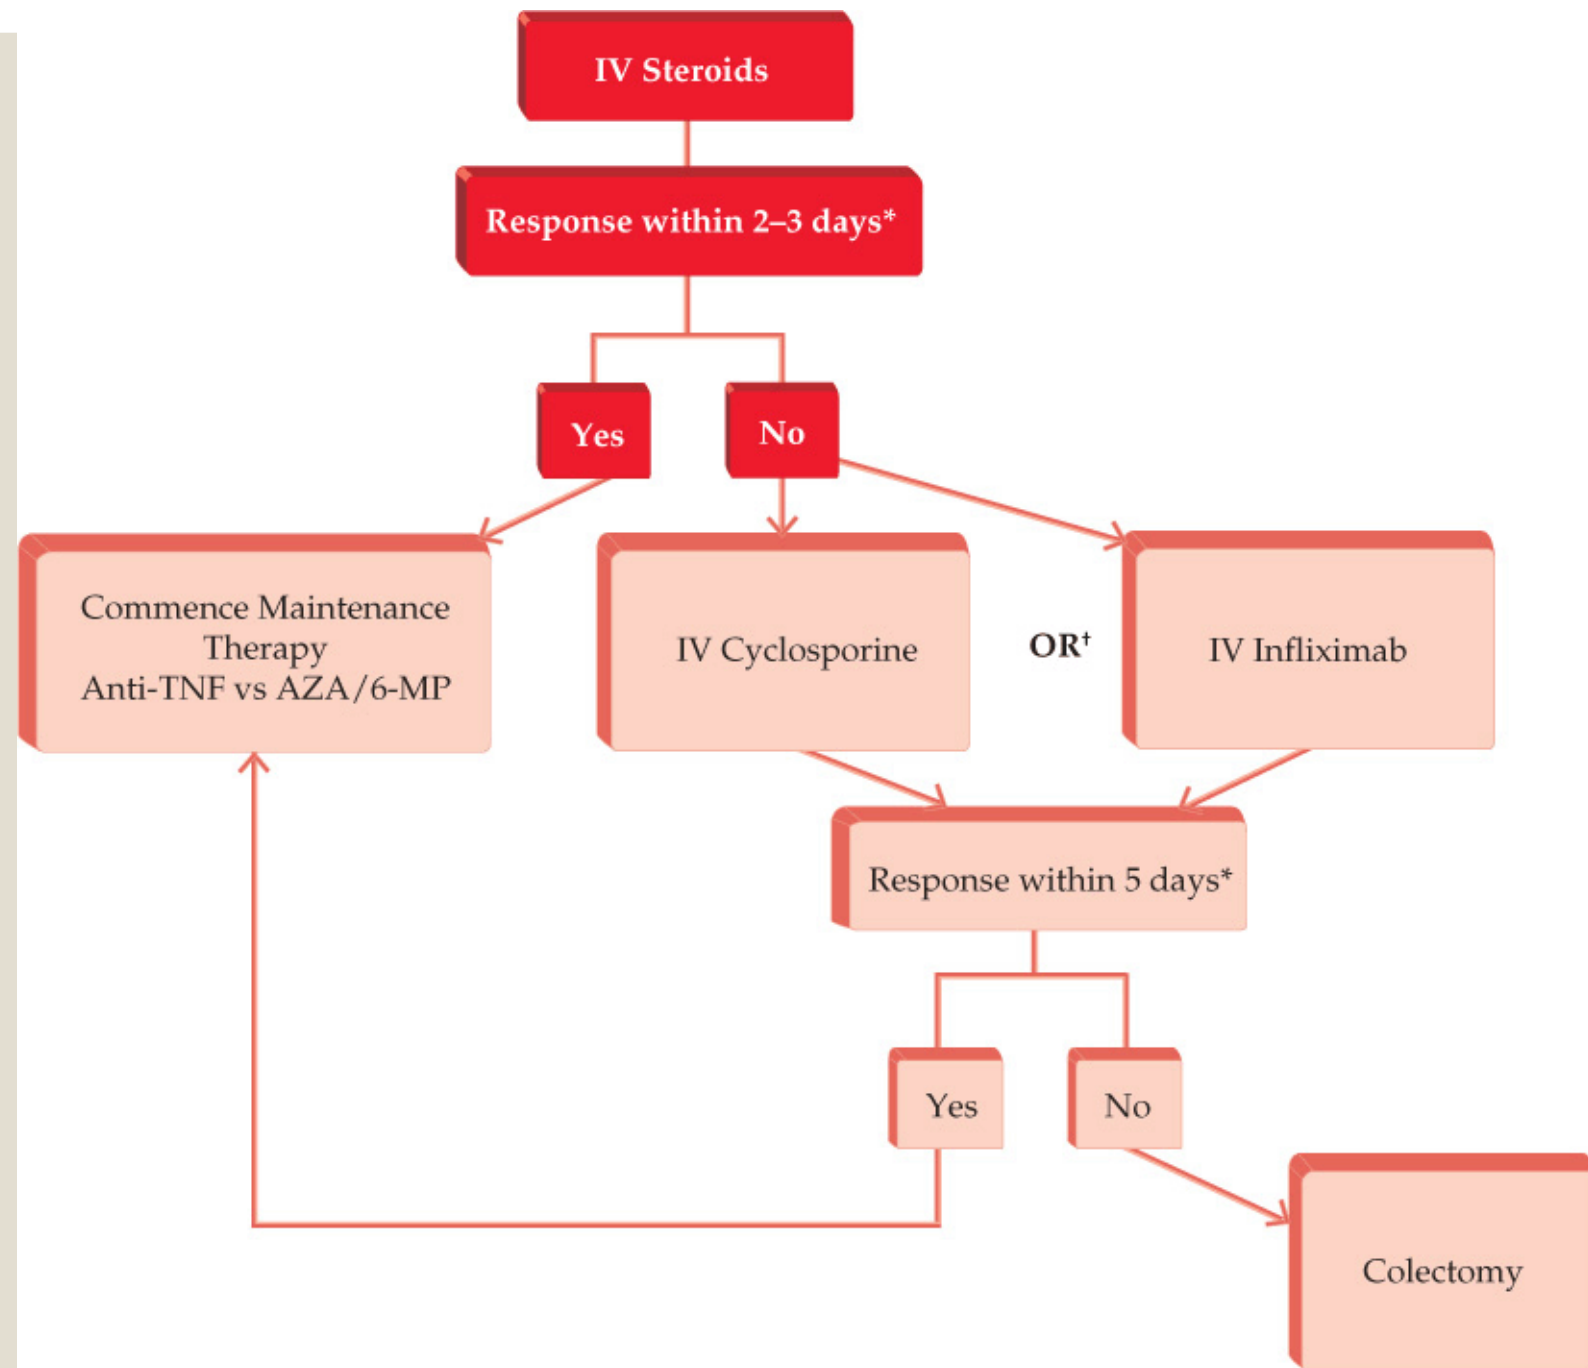 IV Steroids
Response within 2–3 days*
Yes
No
Commence Maintenance
Therapy
Anti-TNF vs AZA/6-MP
IV Cyclosporine
OR†
IV Infliximab
Response within 5 days*
Yes
No
Colectomy